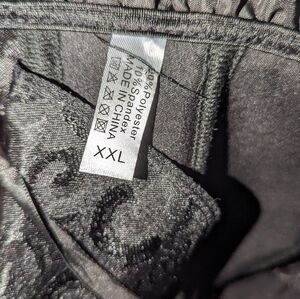 % Polyester
10%Spandex
MADE IN CHINA
XXL